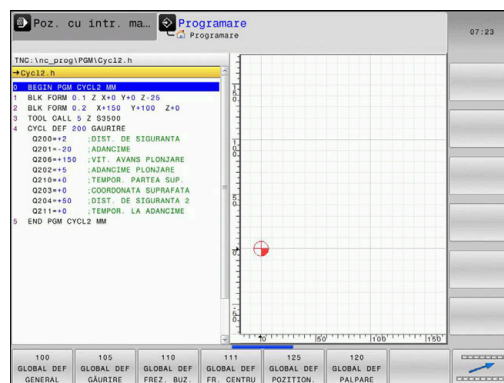 Poz. cu intr. ma…
Programare
Programare
07:23
TNC:\nc_prog\PGM\Cycl2.h
→Cycl2.h
0 BEGIN PGM CYCL2 MM
1 BLK FORM 0.1 Z X+0 Y+0 Z-25
2 BLK FORM 0.2 X+150 Y+100 Z+0
3 TOOL CALL 5 Z S3500
4 CYCL DEF 200 GAURIRE
Q200=+2 ;DIST. DE SIGURANTA
Q201=-20 ;ADANCIME
Q206=+150 ;VIT. AVANS PLONJARE
Q202=+5 ;ADANCIME PLONJARE
Q210=+0 ;TEMPOR. PARTEA SUP.
Q203=+0 ;COORDONATA SUPRAFATA
Q204=+50 ;DIST. DE SIGURANTA 2
Q211=+0 ;TEMPOR. LA ADANCIME
5 END PGM CYCL2 MM
0 50 100 150
100 GLOBAL DEF GENERAL
105 GLOBAL DEF GĂURIRE
110 GLOBAL DEF FREZ. BUZ.
111 GLOBAL DEF FR. CENTRU
125 GLOBAL DEF POZITION.
120 GLOBAL DEF PALPARE